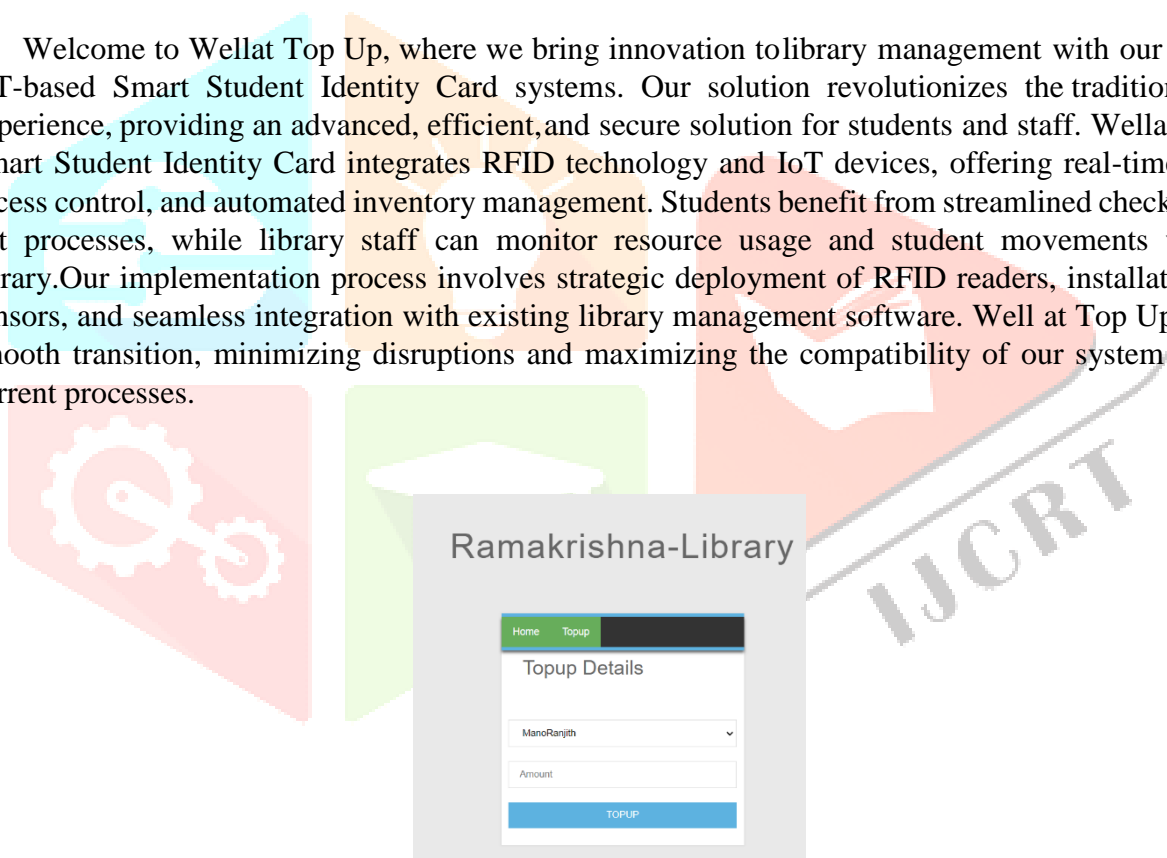 Welcome to Wellat Top Up, where we bring innovation tolibrary management with our
T-based Smart Student Identity Card systems. Our solution revolutionizes the tradition
perience, providing an advanced, efficient,and secure solution for students and staff. Wella
mart Student Identity Card integrates RFID technology and IoT devices, offering real-time
cess control, and automated inventory management. Students benefit from streamlined check
t processes, while library staff can monitor resource usage and student movements
rary.Our implementation process involves strategic deployment of RFID readers, installat
nsors, and seamless integration with existing library management software. Well at Top Up
mooth transition, minimizing disruptions and maximizing the compatibility of our system
rrent processes.
Ramakrishna-Library
IJCRT
Home Topup
Topup Details
ManoRanjith
Amount
TOPUP